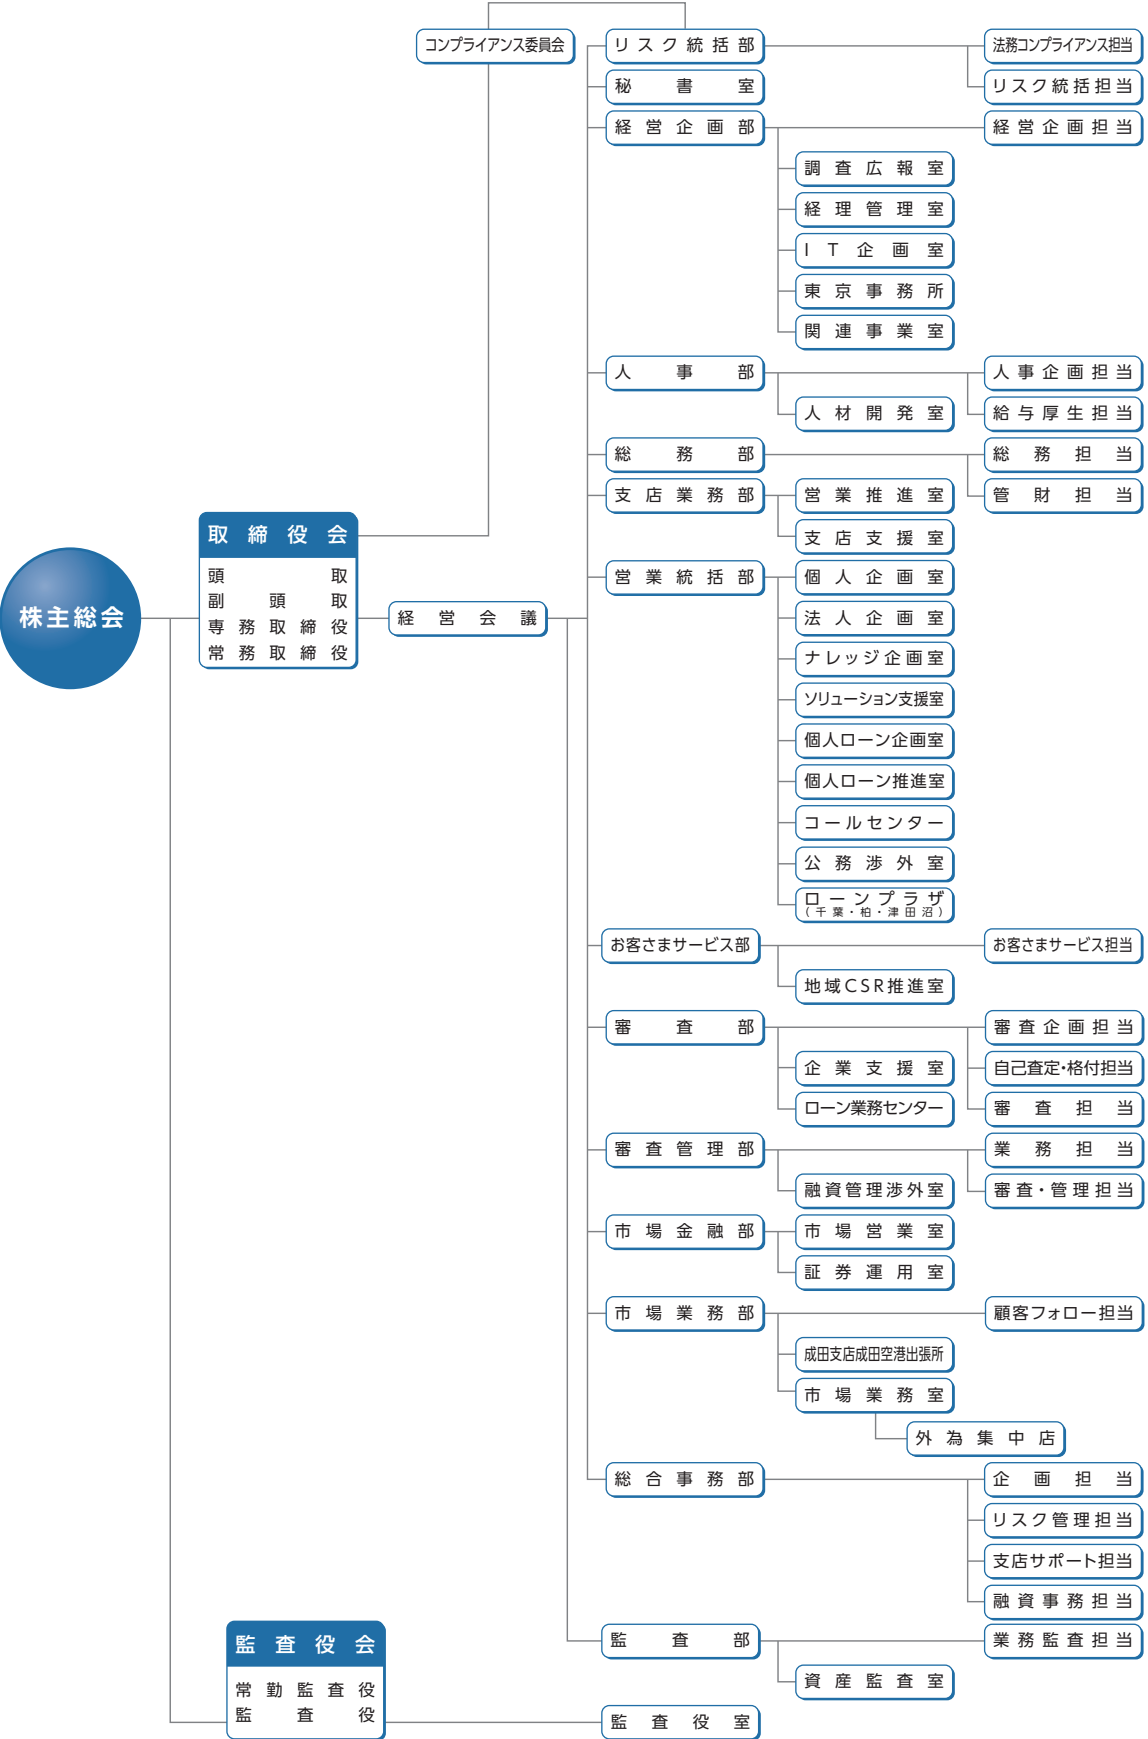 株主総会
取締役会
頭取
副頭取
専務取締役
常務取締役
コンプライアンス委員会
経営会議
リスク統括部
法務コンプライアンス担当
リスク統括担当
秘書室
経営企画部
経営企画担当
調査広報室
経理管理室
IT企画室
東京事務所
関連事業室
人事部
人事企画担当
人材開発室
給与厚生担当
総務部
総務担当
管財担当
支店業務部
営業推進室
支店支援室
営業統括部
個人企画室
法人企画室
ナレッジ企画室
ソリューション支援室
個人ローン企画室
個人ローン推進室
コールセンター
公務渉外室
ローンプラザ
(千葉・柏・津田沼)
お客さまサービス部
お客さまサービス担当
地域CSR推進室
審査部
審査企画担当
企業支援室
自己査定・格付担当
ローン業務センター
審査担当
審査管理部
業務担当
融資管理渉外室
審査・管理担当
市場金融部
市場営業室
証券運用室
市場業務部
顧客フォロー担当
成田支店成田空港出張所
市場業務室
外為集中店
総合事務部
企画担当
リスク管理担当
支店サポート担当
融資事務担当
監査部
業務監査担当
資産監査室
監査役会
常勤監査役
監査役
監査役室